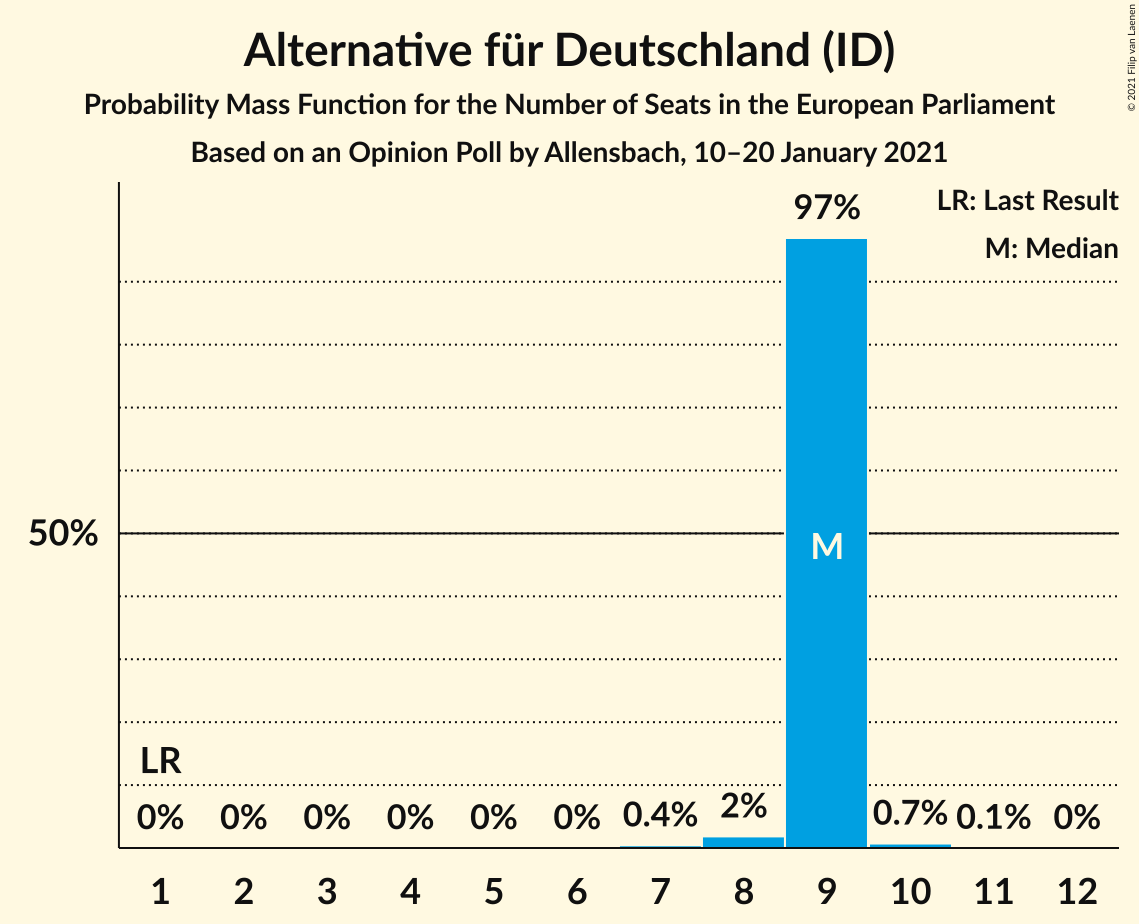 Alternative für Deutschland (ID)
Probability Mass Function for the Number of Seats in the European Parliament
Based on an Opinion Poll by Allensbach, 10–20 January 2021
© 2021 Filip van Laenen
LR: Last Result
M: Median
97%
50%
M
LR
0% 0% 0% 0% 0% 0% 0.4% 2% 0.7% 0.1% 0%
1 2 3 4 5 6 7 8 9 10 11 12